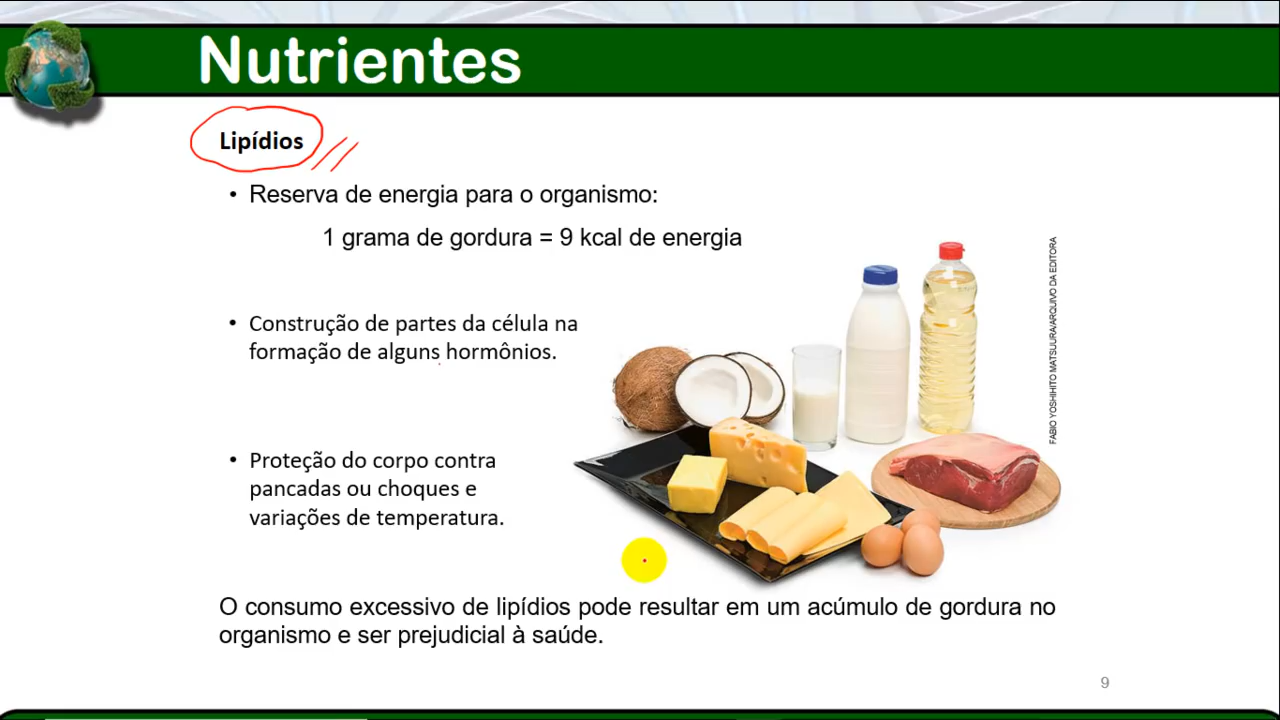 Nutrientes
Lipídios
• Reserva de energia para o organismo:
1 grama de gordura = 9 kcal de energia
• Construção de partes da célula na
formação de alguns hormônios.
• Proteção do corpo contra
pancadas ou choques e
variações de temperatura.
FABIO YOSHIHITO MATSUURA/ARQUIVO DA EDITORA
O consumo excessivo de lipídios pode resultar em um acúmulo de gordura no
organismo e ser prejudicial à saúde.
9